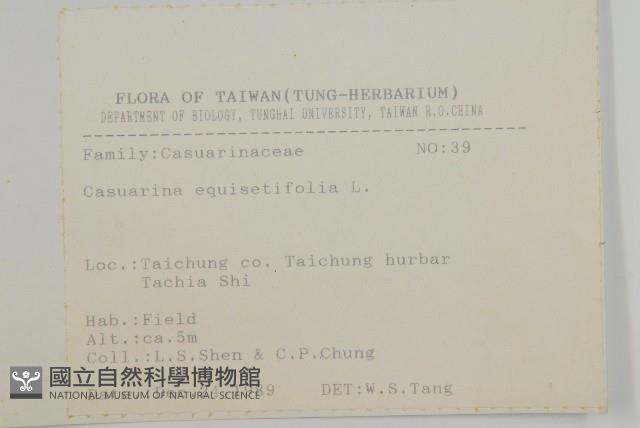 FLORA OF TAIWAN(TUNG-HERBARIUM)
DEPARTMENT OF BIOLOGY, TUNGHAI UNIVERSITY, TAIWAN R.O.CHINA
Family:Casuarinaceae NO:39
Casuarina equisetifolia L.
Loc.:Taichung co. Taichung hurbar
Tachia Shi
Hab.:Field
Alt.:ca.5m
Coll.:L.S.Shen & C.P.Chung
1989 DET:W.S.Tang
國立自然科學博物館
NATIONAL MUSEUM OF NATURAL SCIENCE